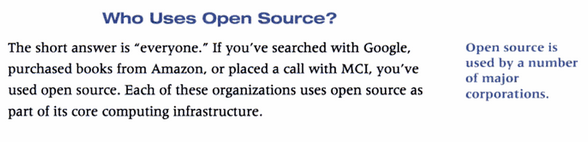 Who Uses Open Source?
The short answer is “everyone.” If you’ve searched with Google,
purchased books from Amazon, or placed a call with MCI, you’ve
used open source. Each of these organizations uses open source as
part of its core computing infrastructure.
Open source is
used by a number
of major
corporations.